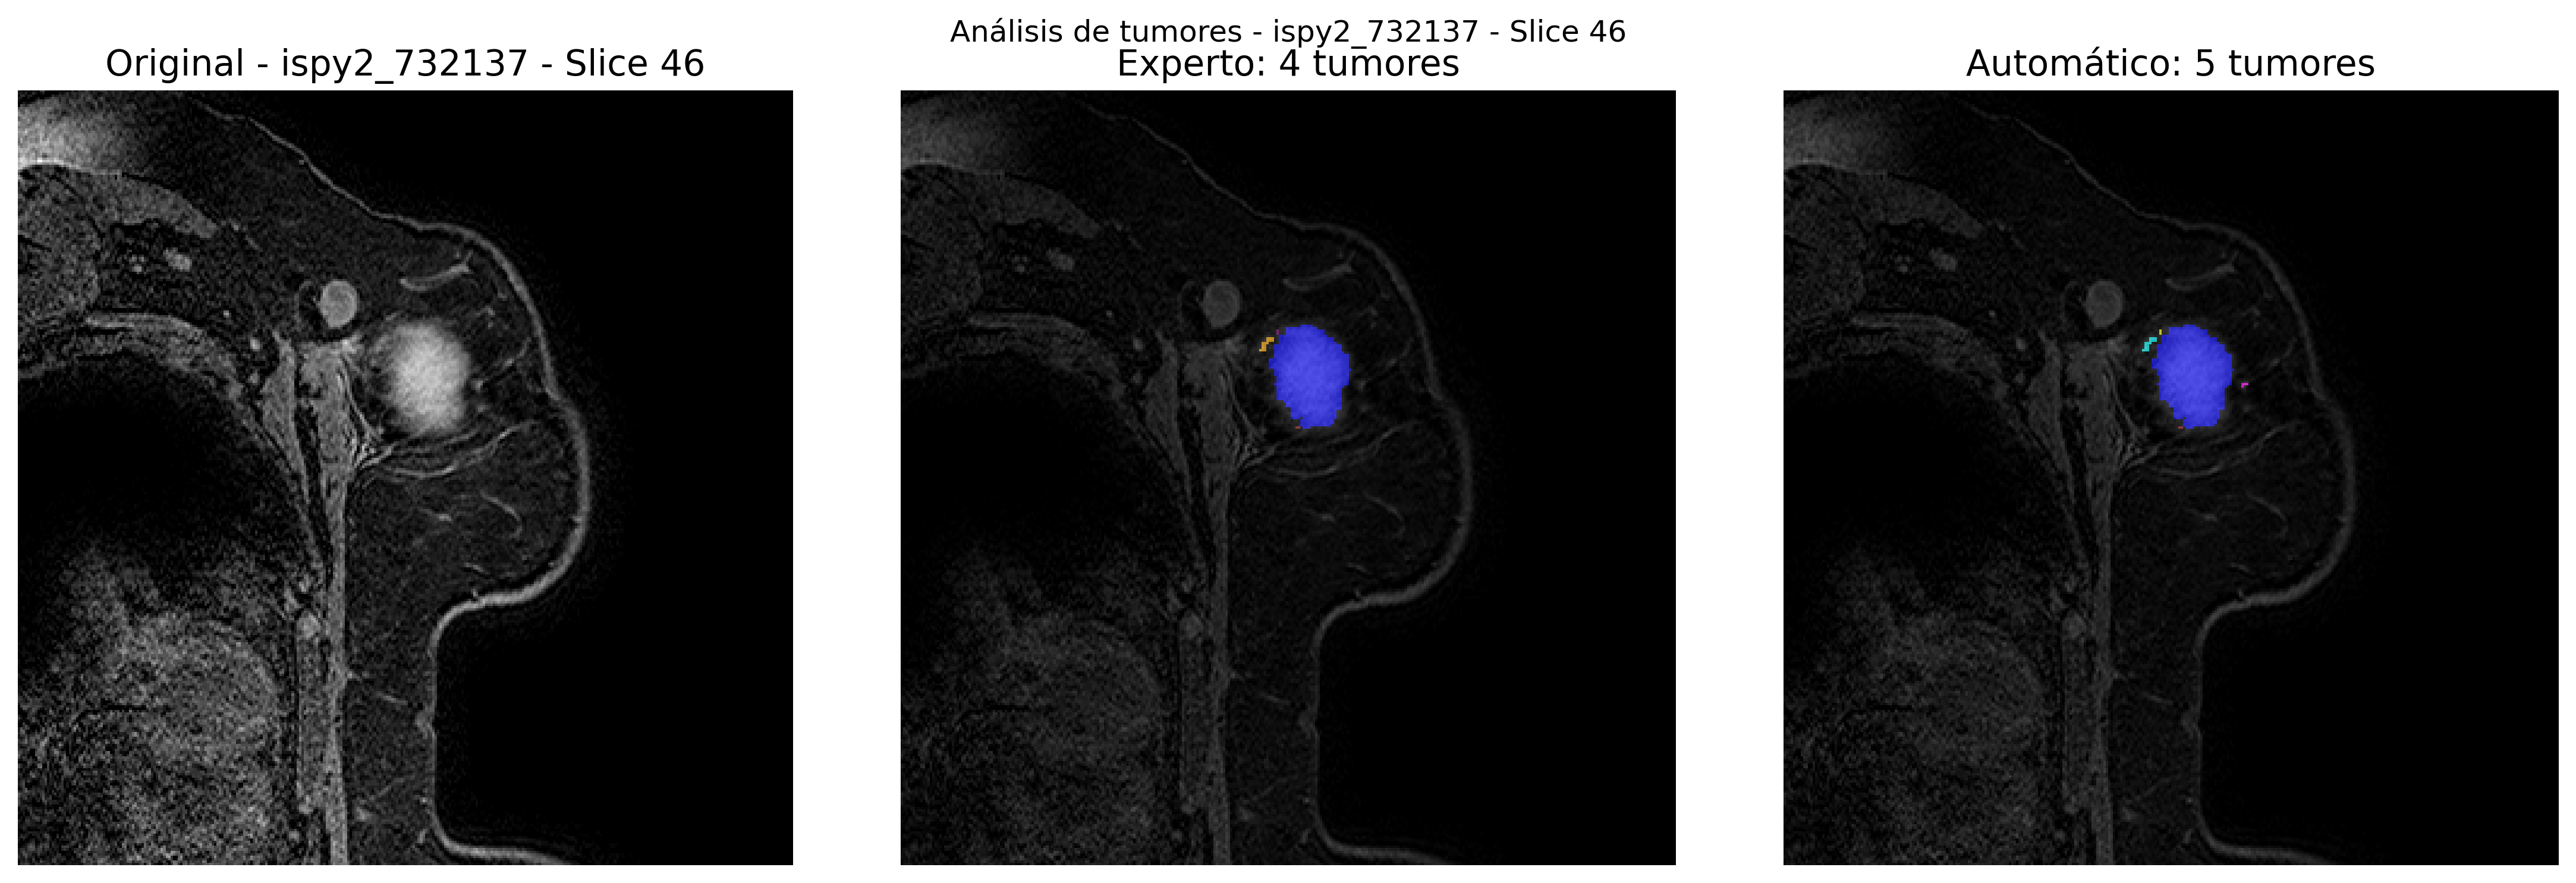 Análisis de tumores - ispy2_732137 - Slice 46
Original - ispy2_732137 - Slice 46
Experto: 4 tumores
Automático: 5 tumores